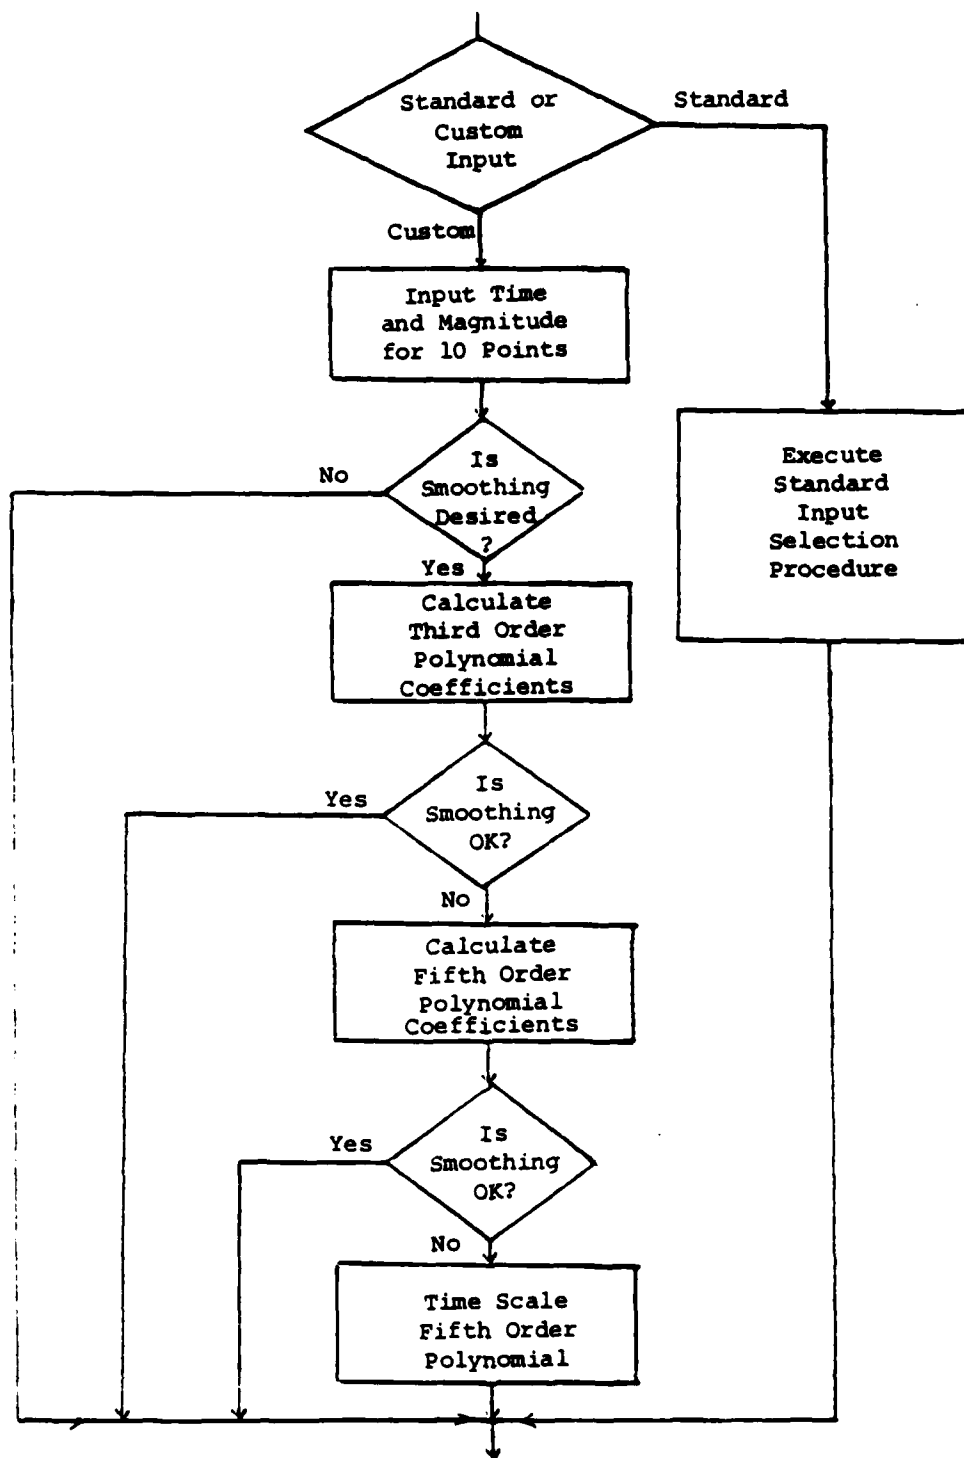 Standard or
Custom
Input
Standard
Custom
Input Time
and Magnitude
for 10 Points
Is
Smoothing
Desired
?
No
Yes
Execute
Standard
Input
Selection
Procedure
Calculate
Third Order
Polynomial
Coefficients
Is
Smoothing
OK?
Yes
No
Calculate
Fifth Order
Polynomial
Coefficients
Is
Smoothing
OK?
Yes
No
Time Scale
Fifth Order
Polynomial